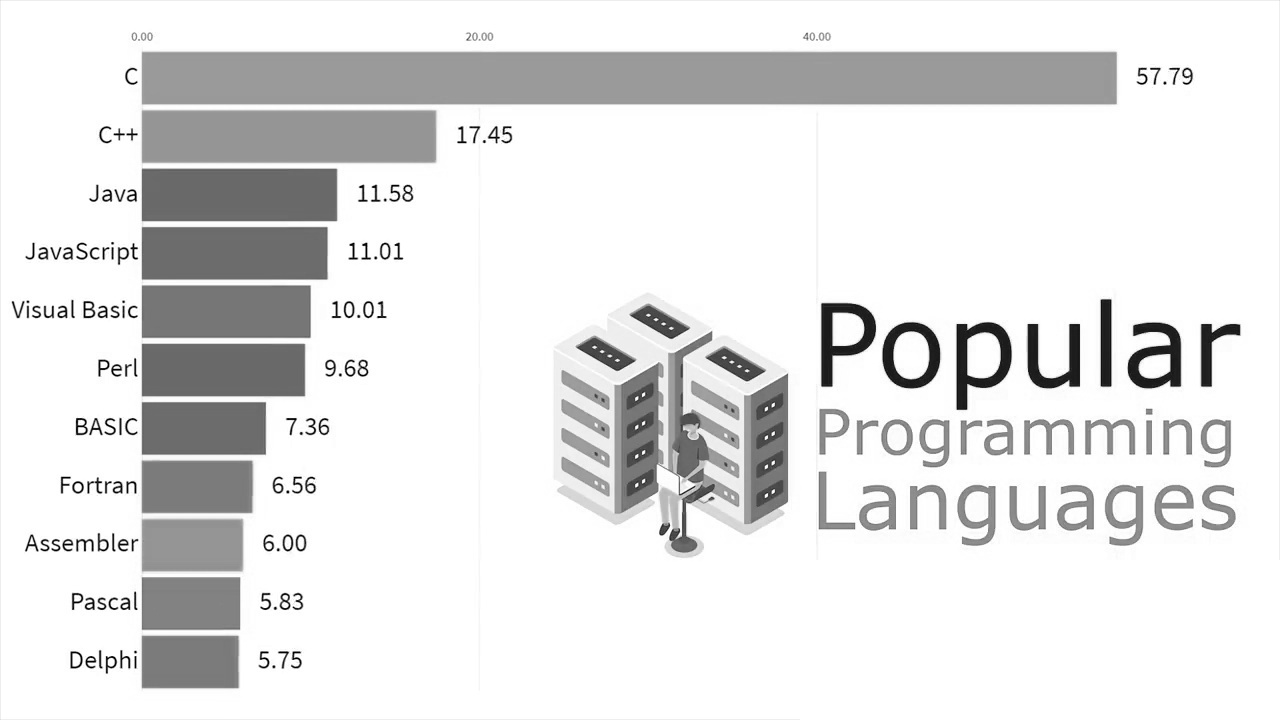 0.00 20.00 40.00
C 57.79
C++ 17.45
Java 11.58
JavaScript 11.01
Visual Basic 10.01
Perl 9.68
BASIC 7.36
Fortran 6.56
Assembler 6.00
Pascal 5.83
Delphi 5.75
Popular
Programming
Languages